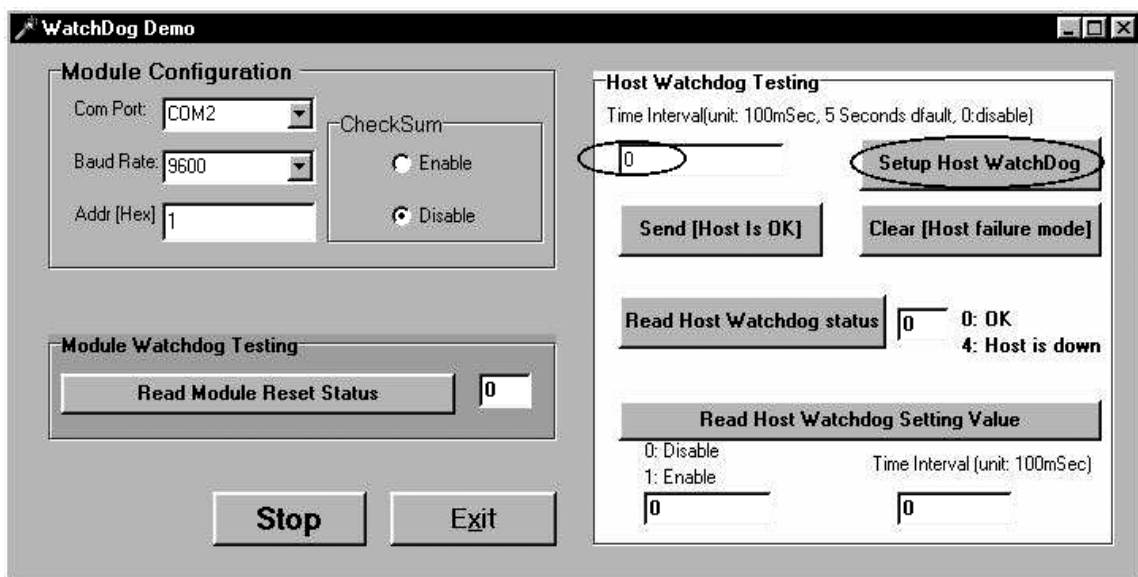 WatchDog Demo
Module Configuration
Com Port:
COM2
Baud Rate:
9600
Addr [Hex]
1
CheckSum
Enable
Disable
Module Watchdog Testing
Read Module Reset Status
0
Stop
Exit
Host Watchdog Testing
Time Interval(unit: 100mSec, 5 Seconds dfault, 0:disable)
0
Setup Host WatchDog
Send [Host Is OK]
Clear [Host failure mode]
Read Host Watchdog status
0
0: OK
4: Host is down
Read Host Watchdog Setting Value
0: Disable
1: Enable
0
Time Interval (unit: 100mSec)
0